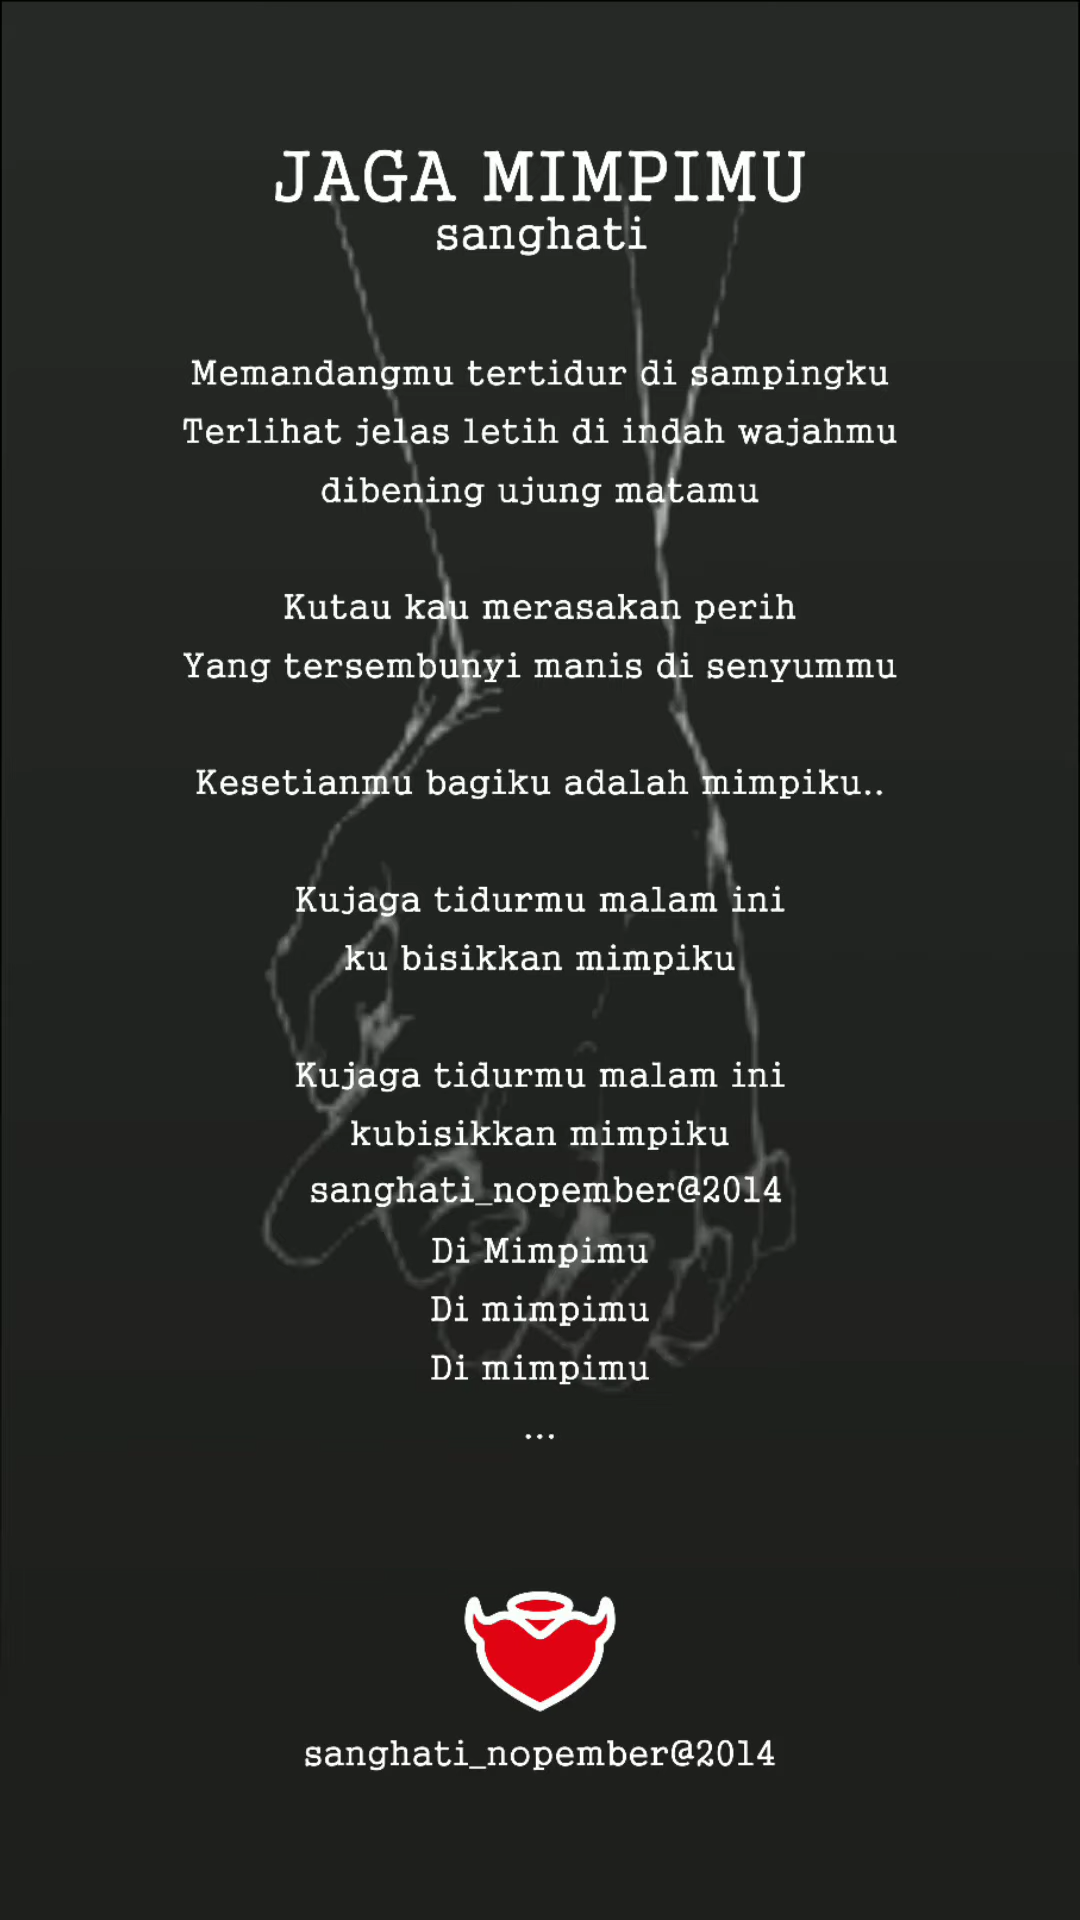 JAGA MIMPIMU
sanghati
Memandangmu tertidur di sampingku
Terlihat jelas letih di indah wajahmu
dibening ujung matamu
Kutau kau merasakan perih
Yang tersembunyi manis di senyummu
Kesetianmu bagiku adalah mimpiku..
Kujaga tidurmu malam ini
ku bisikkan mimpiku
Kujaga tidurmu malam ini
kubisikkan mimpiku
sanghati_nopember@2014
Di Mimpimu
Di mimpimu
Di mimpimu
...
sanghati_nopember@2014